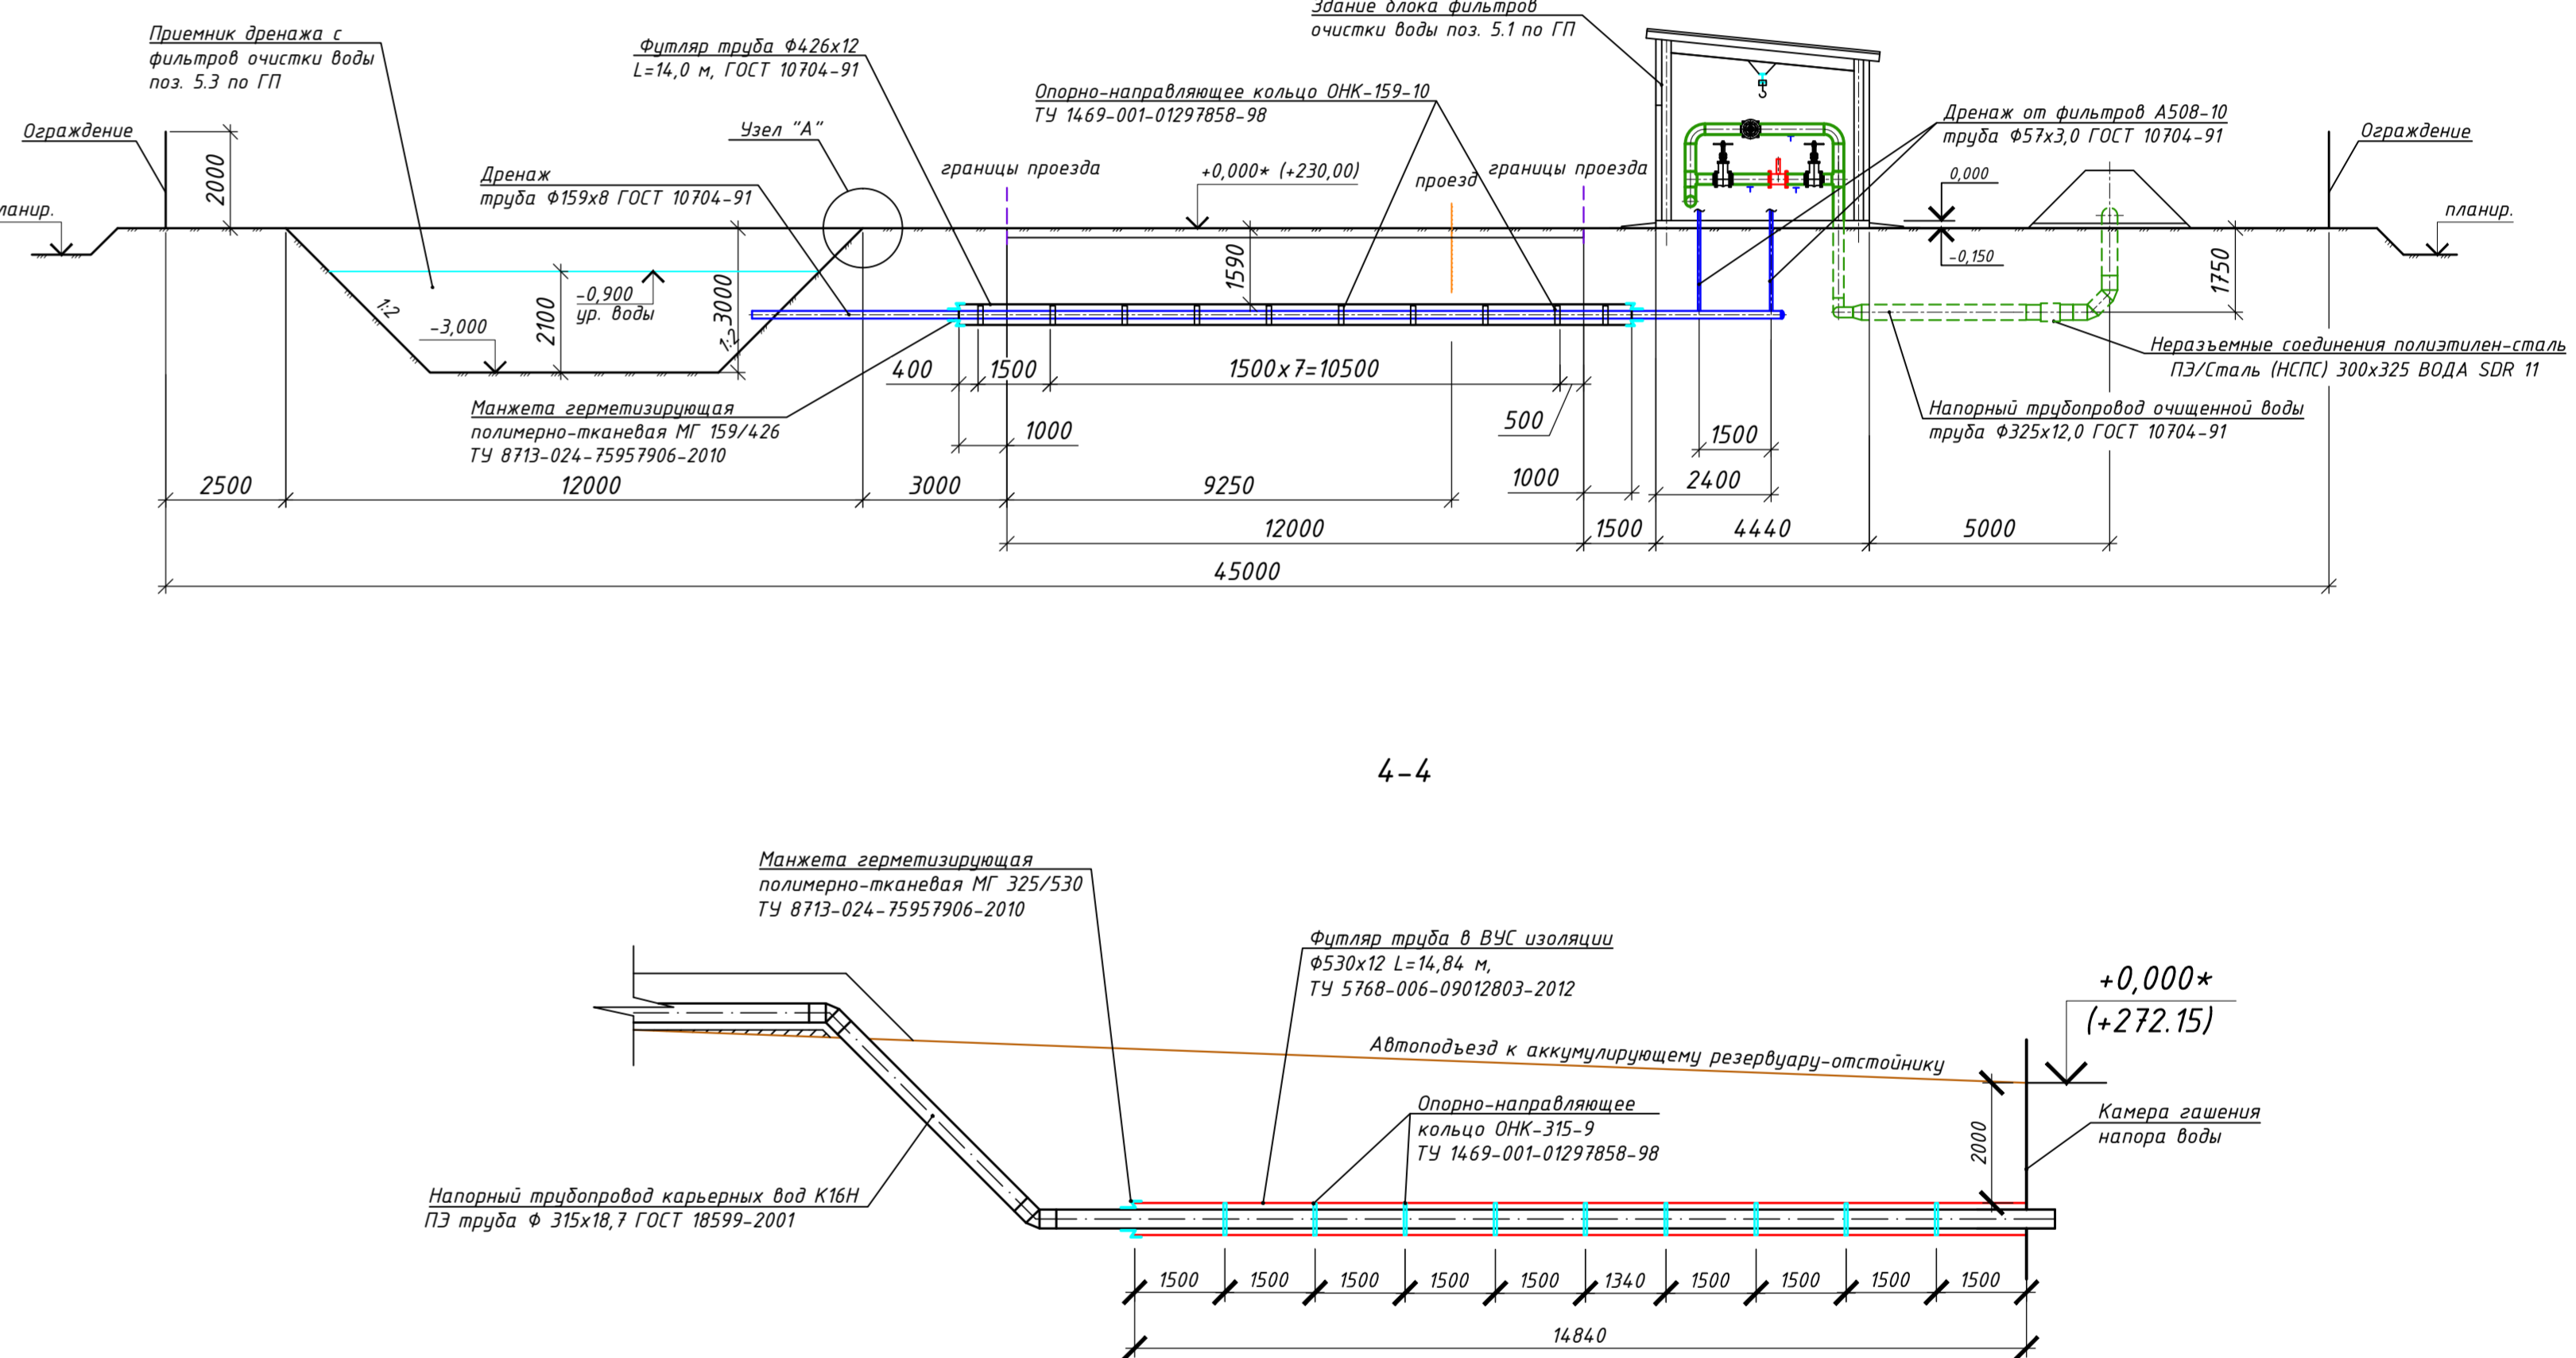 Здание блока фильтров
очистки воды поз. 5.1 по ГП
Приемник дренажа с
фильтров очистки воды
поз. 5.3 по ГП
Футляр труба Ф426х12
L=14,0 м, ГОСТ 10704-91
Опорно-направляющее кольцо ОНК-159-10
ТУ 1469-001-01297858-98
Дренаж от фильтров А508-10
труба Ф57х3,0 ГОСТ 10704-91
Ограждение
Узел "А"
Ограждение
2000
Дренаж
труба Ф159х8 ГОСТ 10704-91
границы проезда
+0,000* (+230,00)
проезд
границы проезда
0,000
-0,150
планир.
планир.
1590
1750
1:2
-3,000
2100
-0,900
ур. воды
3000
1:2
400
1500
1500х7=10500
500
1000
Манжета герметизирующая
полимерно-тканевая МГ 159/426
ТУ 8713-024-75957906-2010
Неразъемные соединения полиэтилен-сталь
ПЭ/Сталь (НСПС) 300х325 ВОДА SDR 11
Напорный трубопровод очищенной воды
труба Ф325х12,0 ГОСТ 10704-91
1500
2500
12000
3000
9250
1000
2400
12000
1500
4440
5000
45000
4-4
Манжета герметизирующая
полимерно-тканевая МГ 325/530
ТУ 8713-024-75957906-2010
Футляр труба в ВУС изоляции
Ф530х12 L=14,84 м,
ТУ 5768-006-09012803-2012
+0,000*
(+272.15)
Автоподъезд к аккумулирующему резервуару-отстойнику
Опорно-направляющее
кольцо ОНК-315-9
ТУ 1469-001-01297858-98
2000
Камера гашения
напора воды
Напорный трубопровод карьерных вод К16Н
ПЭ труба Ф 315х18,7 ГОСТ 18599-2001
1500 1500 1500 1500 1500 1340 1500 1500 1500 1500
14840